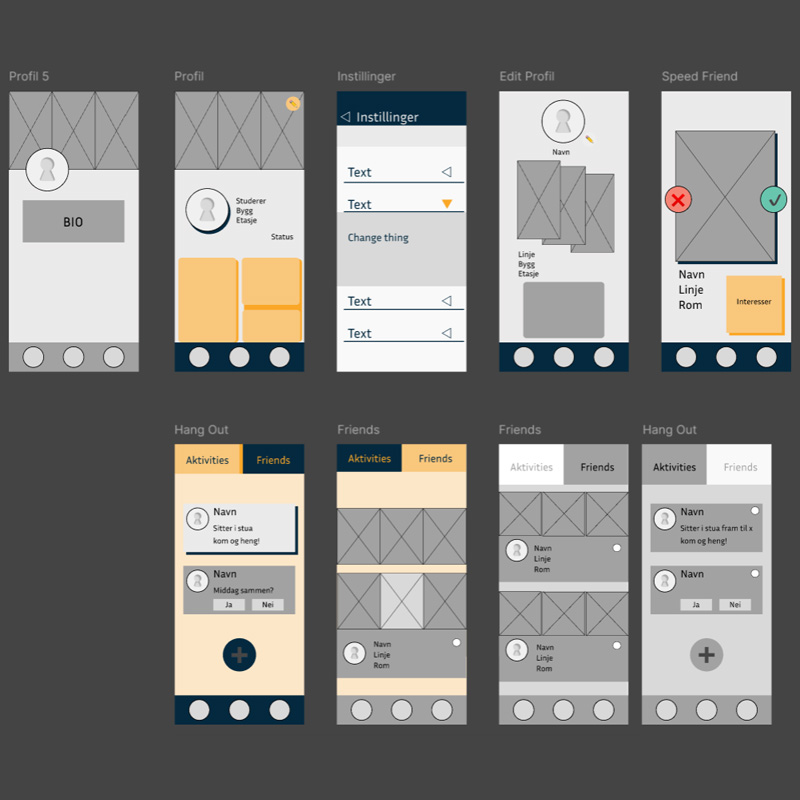 Profil 5
Profil
Instillinger
Edit Profil
Speed Friend
BIO
Studerer
Bygg
Etasje
Status
Instillinger
Text
Text
Change thing
Text
Text
Navn
Linje
Bygg
Etasje
Navn
Linje
Rom
Interesser
Hang Out
Friends
Friends
Hang Out
Aktivities
Friends
Navn
Sitter i stua
kom og heng!
Navn
Middag sammen?
Ja
Nei
Aktivities
Friends
Navn
Linje
Rom
Aktivities
Friends
Navn
Linje
Rom
Navn
Linje
Rom
Aktivities
Friends
Navn
Sitter i stua fram til x
kom og heng!
Navn
Ja
Nei